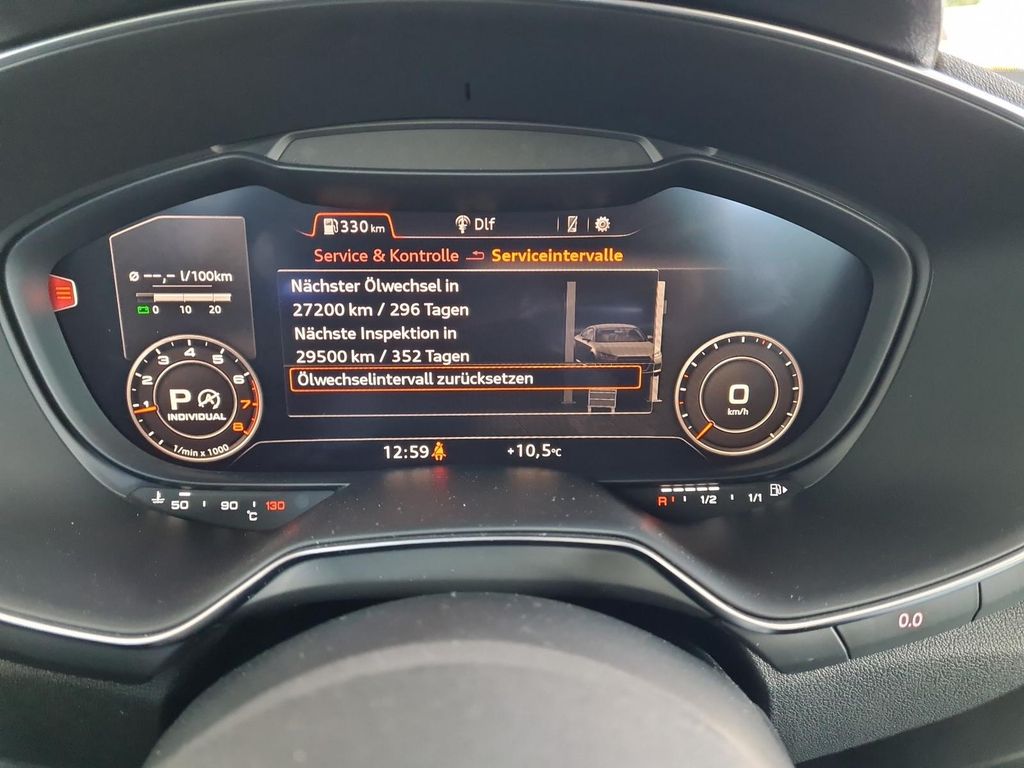 330 km
Dlf
Service & Kontrolle Serviceintervalle
Ø --,- l/100km
0 10 20
Nächster Ölwechsel in
27200 km / 296 Tagen
Nächste Inspektion in
29500 km / 352 Tagen
Ölwechselintervall zurücksetzen
1 2 3 4 5 6 7 8
P
INDIVIDUAL
1/min x 1000
0
km/h
12:59
+10,5°C
50 90 130
°C
R 1/2 1/1
0.0